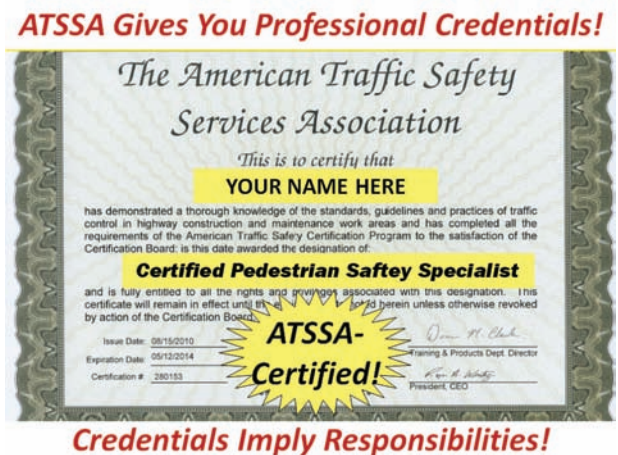 ATSSA Gives You Professional Credentials!
The American Traffic Safety
Services Association
This is to certify that
YOUR NAME HERE
has demonstrated a thorough knowledge of the standards, guidelines and practices of traffic
control in highway construction and maintenance work areas and has completed all the
requirements of the American Traffic Safety Certification Program to the satisfaction of the
Certification Board: is this date awarded the designation of:
Certified Pedestrian Saftey Specialist
and is fully entitled to all the rights and privileges associated with this designation. This
certificate will remain in effect until herein unless otherwise revoked
by action of the Certification Board.
Issue Date: 08/15/2010
Expiration Date: 05/12/2014
Certification #: 280153
ATSSA-
Certified!
Training & Products Dept. Director
President, CEO
Credentials Imply Responsibilities!